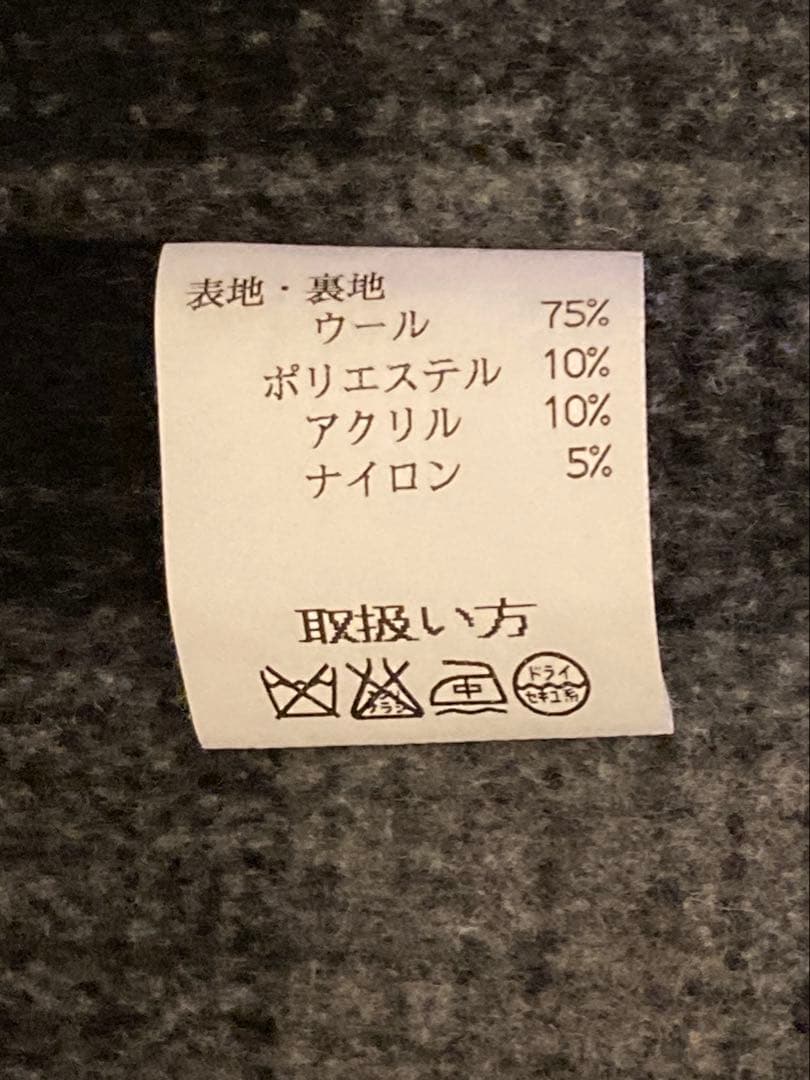 表地・裏地
ウール 75%
ポリエステル 10%
アクリル 10%
ナイロン 5%
取扱い方
中
ドライ
セキユ系